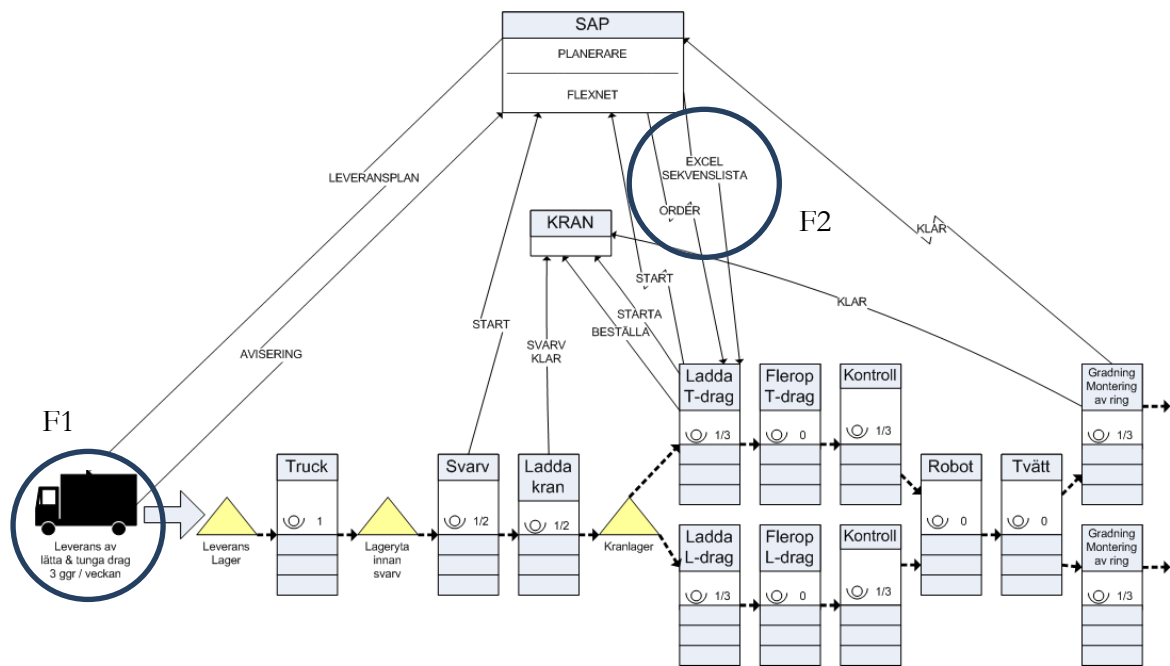 SAP
PLANERARE
FLEXNET
LEVERANSPLAN
EXCEL
SEKVENSLISTA
ORDER
F2
KRAN
KLAR
START
KLAR
STARTA
BESTÄLLA
START
SVARV
KLAR
AVISERING
F1
Leverans av
lätta & tunga drag
3 ggr / veckan
Leverans
Lager
Truck
1
Lageryta
innan
svarv
Svarv
1/2
Ladda
kran
1/2
Kranlager
Ladda
T-drag
1/3
Flerop
T-drag
0
Kontroll
1/3
Ladda
L-drag
1/3
Flerop
L-drag
0
Kontroll
1/3
Robot
0
Tvätt
0
Gradning
Montering
av ring
1/3
Gradning
Montering
av ring
1/3